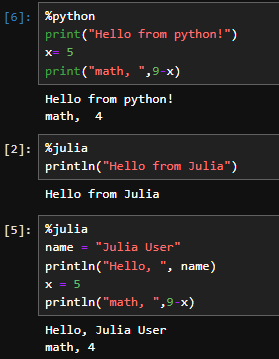 [6]: %python
print("Hello from python!")
x= 5
print("math, ",9-x)
Hello from python!
math,  4
[2]: %julia
println("Hello from Julia")
Hello from Julia
[5]: %julia
name = "Julia User"
println("Hello, ", name)
x = 5
println("math, ",9-x)
Hello, Julia User
math, 4